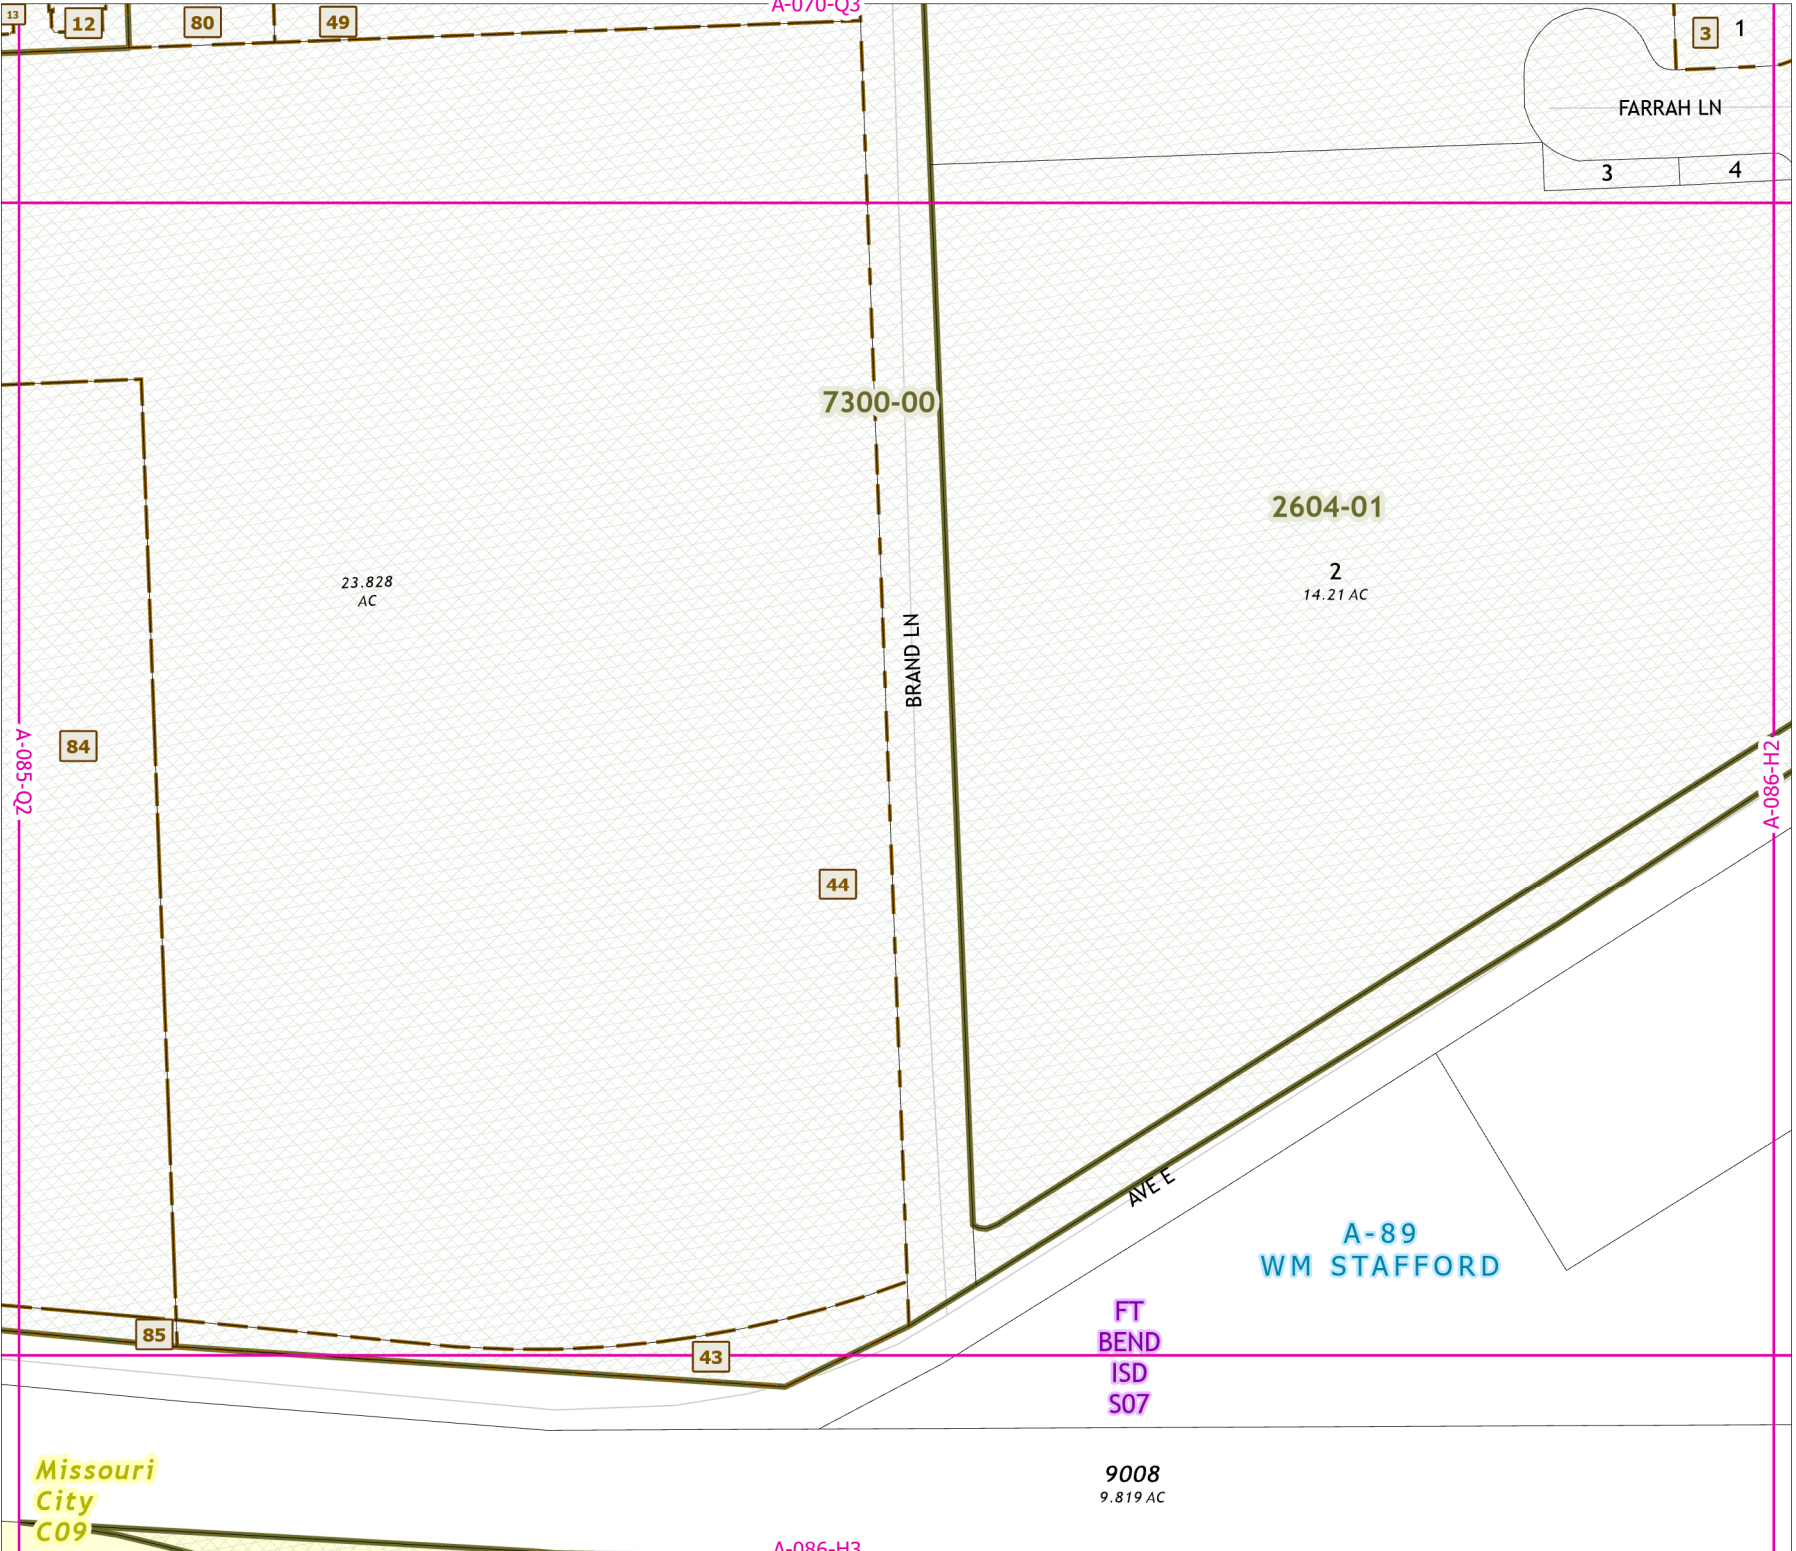 A-070-Q3
13
12
80
49
3
1
FARRAH LN
3
4
7300-00
2604-01
2
14.21 AC
23.828
AC
BRAND LN
84
A-085-Q2
A-086-H2
44
AVE E
A-89
WM STAFFORD
FT
BEND
ISD
S07
85
43
Missouri
City
C09
9008
9.819 AC
A-086-H3